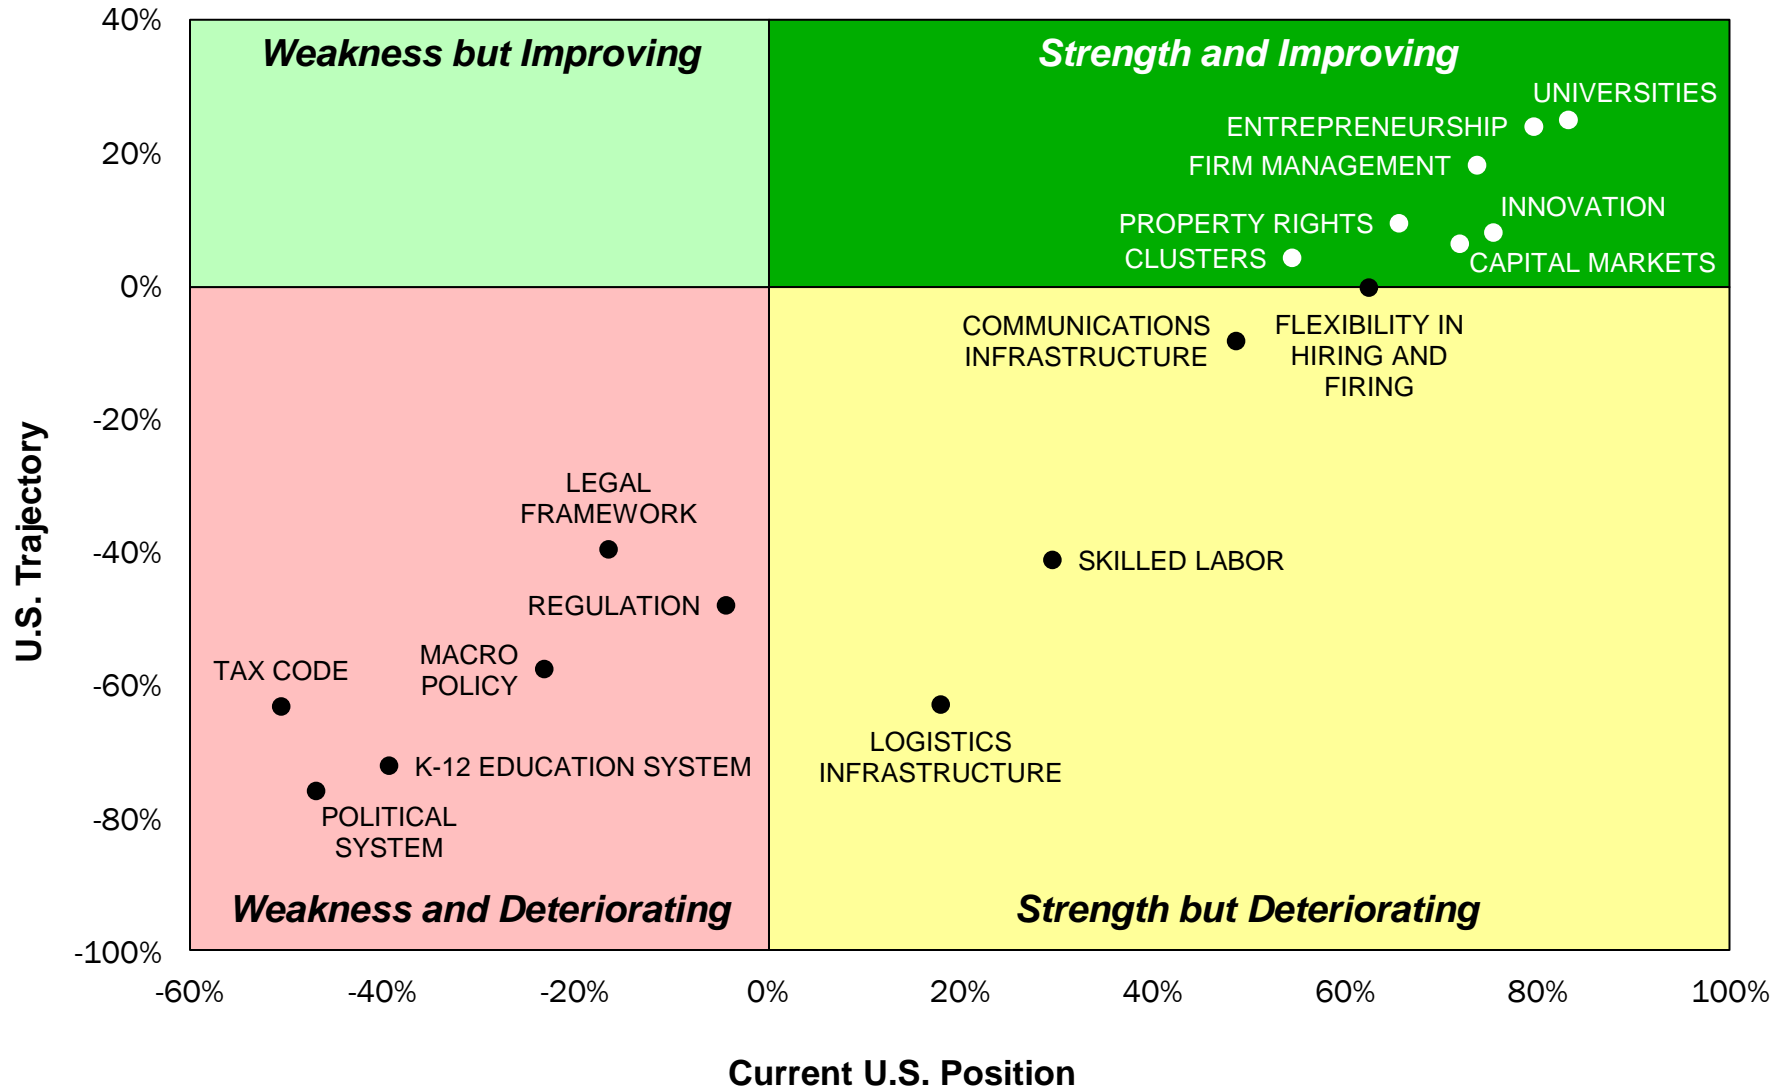 40%
Weakness but Improving
Strength and Improving
UNIVERSITIES
ENTREPRENEURSHIP
20%
FIRM MANAGEMENT
INNOVATION
PROPERTY RIGHTS
CLUSTERS
CAPITAL MARKETS
0%
COMMUNICATIONS
INFRASTRUCTURE
FLEXIBILITY IN
HIRING AND
FIRING
-20%
U.S. Trajectory
LEGAL
FRAMEWORK
-40%
SKILLED LABOR
REGULATION
MACRO
POLICY
TAX CODE
-60%
LOGISTICS
INFRASTRUCTURE
K-12 EDUCATION SYSTEM
-80%
POLITICAL
SYSTEM
Weakness and Deteriorating
Strength but Deteriorating
-100%
-60%
-40%
-20%
0%
20%
40%
60%
80%
100%
Current U.S. Position